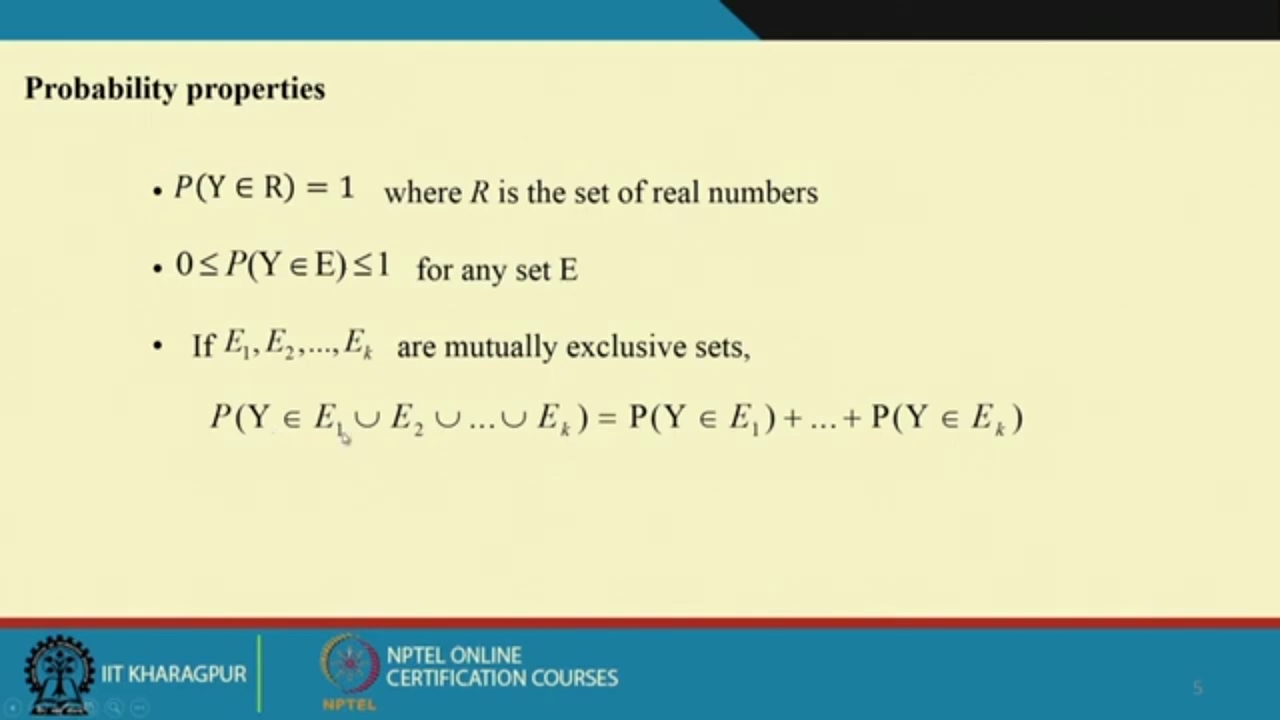 Probability properties
• P(Y ∈ R) = 1 where R is the set of real numbers
• 0 ≤ P(Y ∈ E) ≤ 1 for any set E
• If E₁, E₂, ..., Eₖ are mutually exclusive sets,
P(Y ∈ E₁ ∪ E₂ ∪ ... ∪ Eₖ) = P(Y ∈ E₁) + ... + P(Y ∈ Eₖ)
IIT KHARAGPUR
NPTEL
NPTEL ONLINE
CERTIFICATION COURSES
5